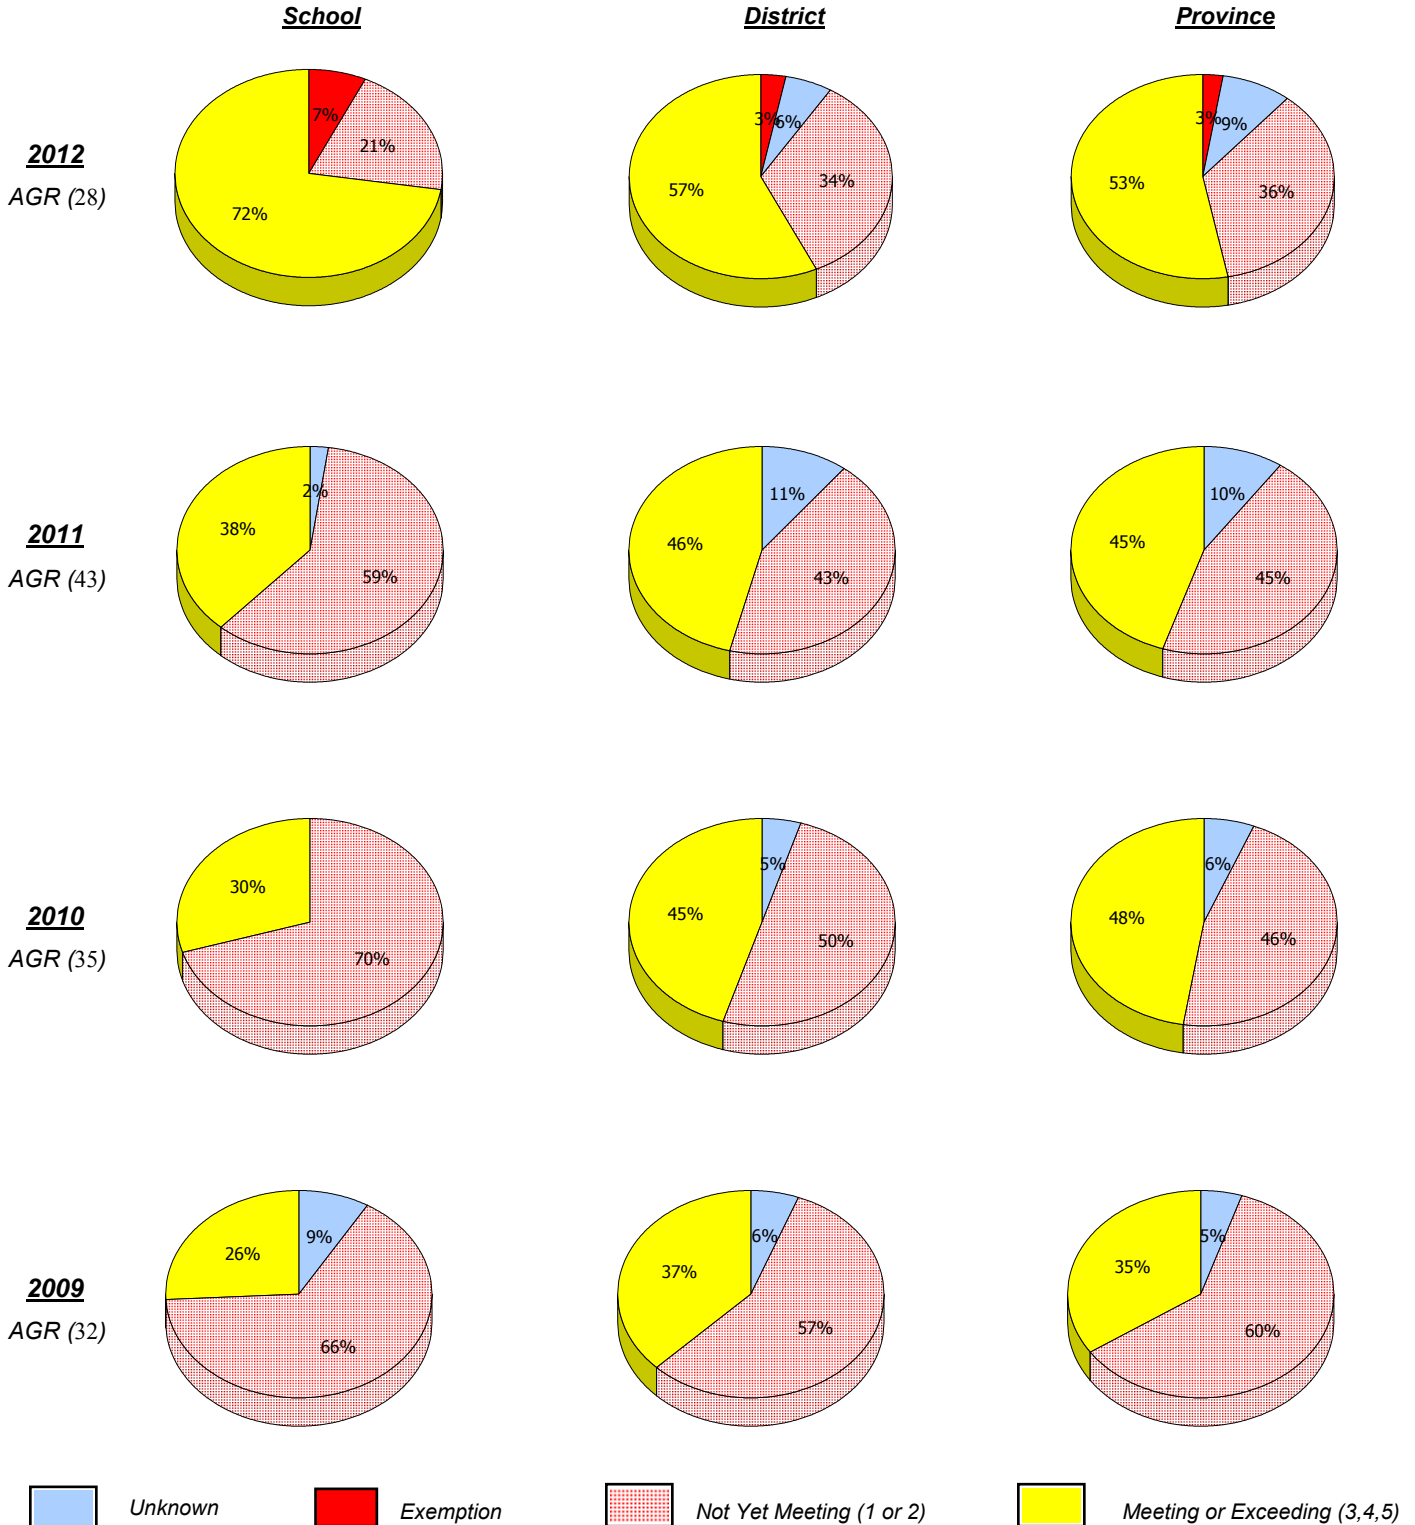 School District Province
7% 21% 72%
3% 6% 34% 57%
3% 9% 36% 53%
2012
AGR (28)
2% 59% 38%
11% 43% 46%
10% 45% 45%
2011
AGR (43)
30% 70%
5% 50% 45%
6% 46% 48%
2010
AGR (35)
9% 66% 26%
6% 57% 37%
5% 60% 35%
2009
AGR (32)
Unknown Exemption Not Yet Meeting (1 or 2) Meeting or Exceeding (3,4,5)